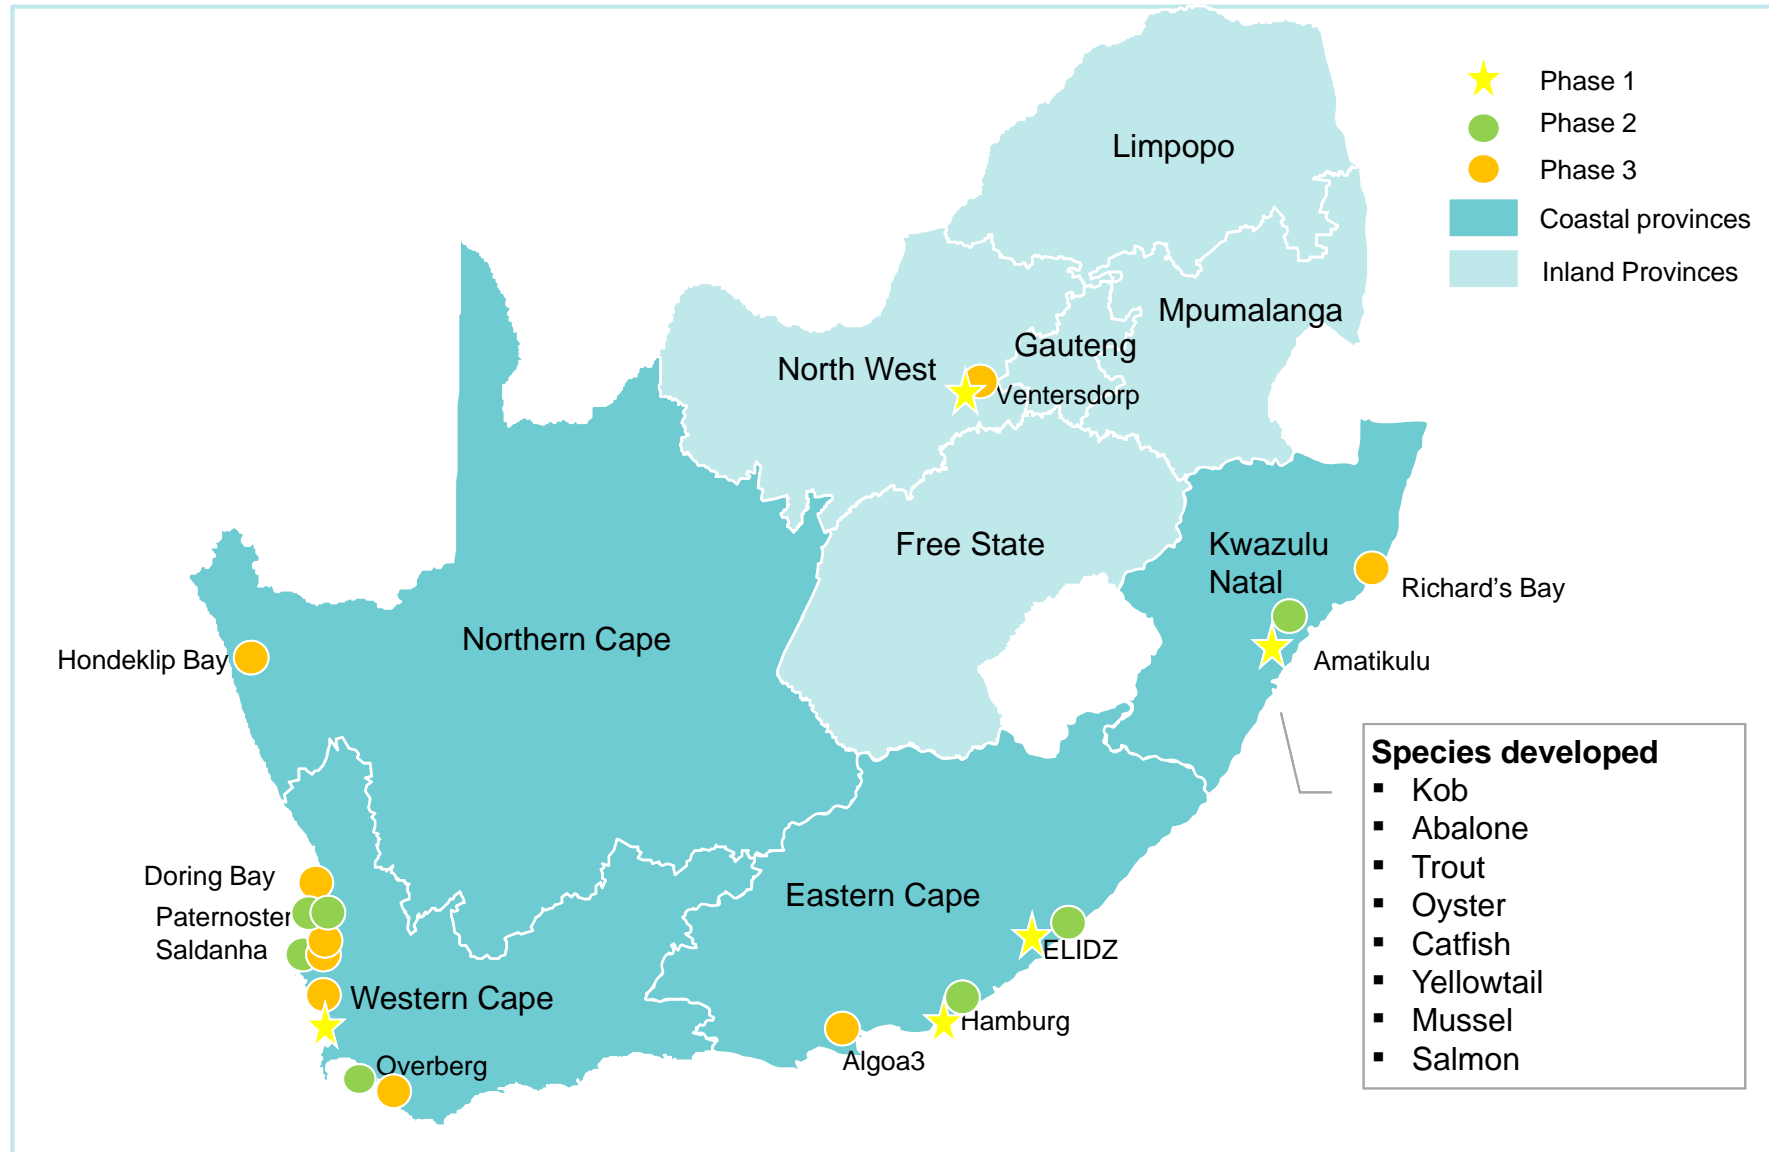 Phase 1
Phase 2
Phase 3
Coastal provinces
Inland Provinces
Limpopo
Mpumalanga
Gauteng
North West
Ventersdorp
Free State
Kwazulu
Natal
Richard's Bay
Amatikulu
Northern Cape
Hondeklip Bay
Doring Bay
Paternoster
Saldanha
Western Cape
Overberg
Eastern Cape
ELIDZ
Hamburg
Algoa3
Species developed
▪ Kob
▪ Abalone
▪ Trout
▪ Oyster
▪ Catfish
▪ Yellowtail
▪ Mussel
▪ Salmon